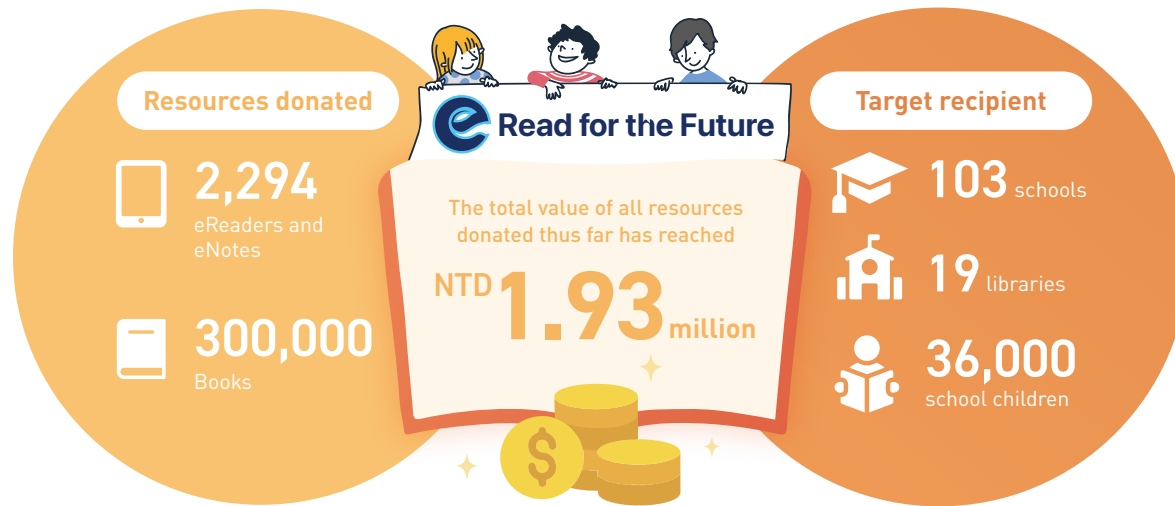 Resources donated
2,294
eReaders and
eNotes
300,000
Books
e Read for the Future
The total value of all resources
donated thus far has reached
NTD 1.93 million
$
Target recipient
103 schools
19 libraries
36,000
school children